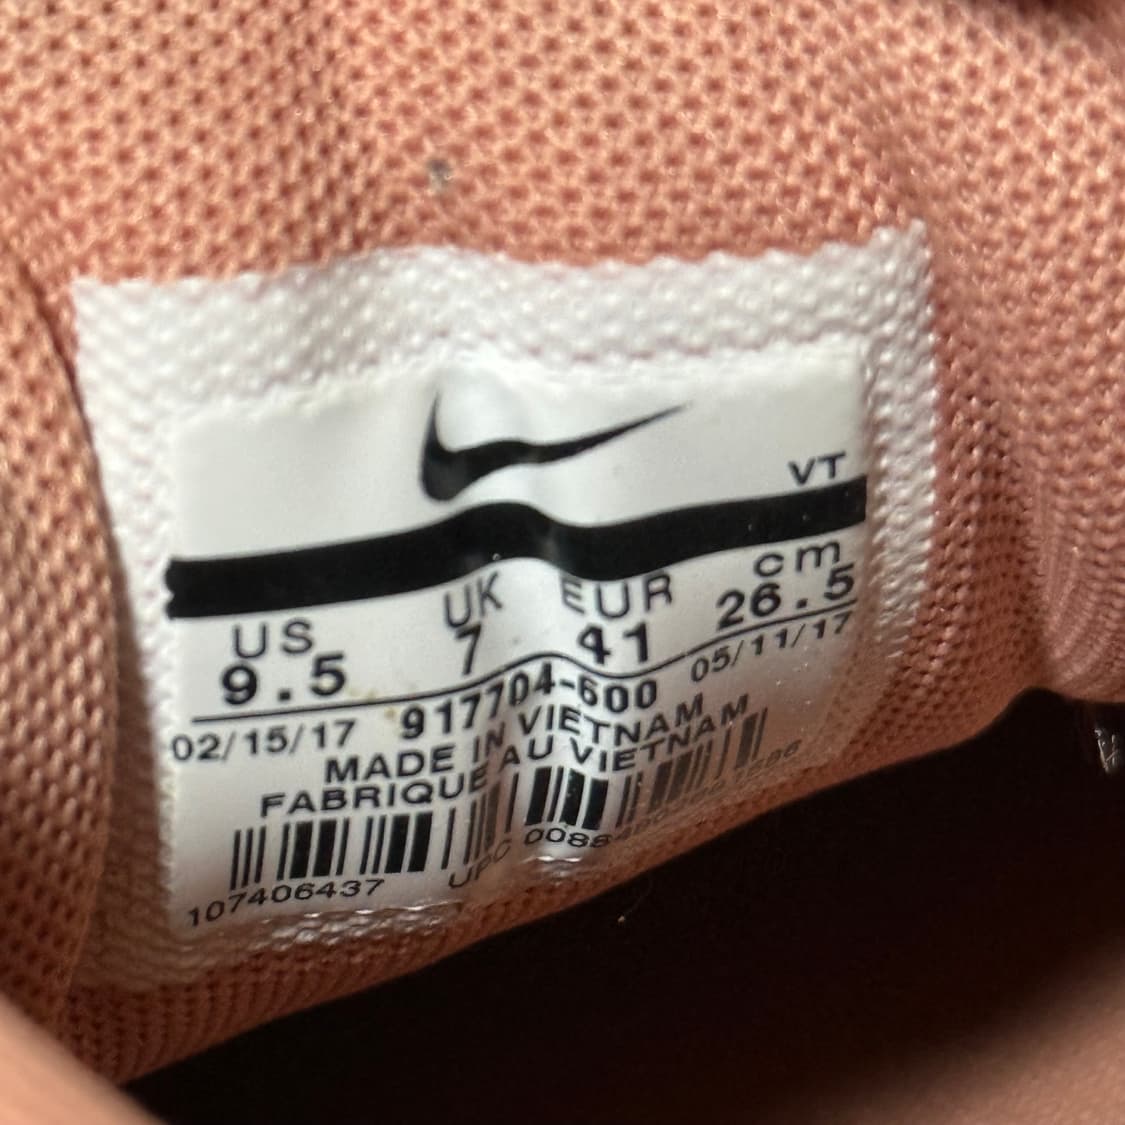 VT
US UK EUR cm
9.5 7 41 26.5
02/15/17 917704-600 05/11/17
MADE IN VIETNAM
FABRIQUE AU VIETNAM
107406437 UPC